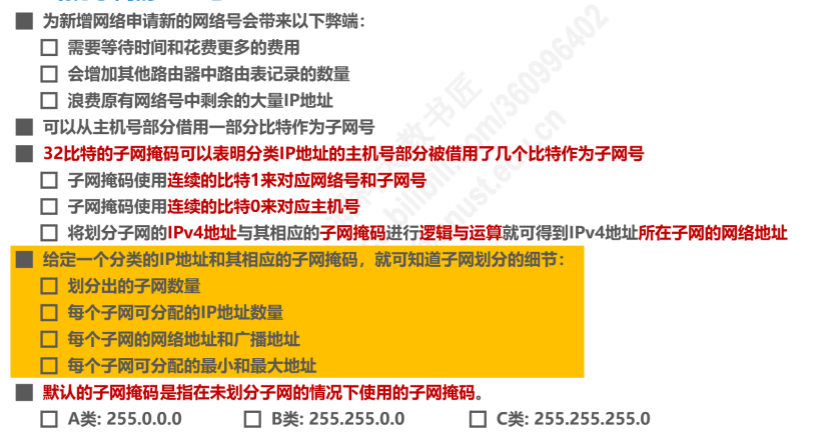 为新增网络申请新的网络号会带来以下弊端：
需要等待时间和花费更多的费用
会增加其他路由器中路由表记录的数量
浪费原有网络号中剩余的大量IP地址
可以从主机号部分借用一部分比特作为子网号
32比特的子网掩码可以表明分类IP地址的主机号部分被借用了几个比特作为子网号
子网掩码使用连续的比特1来对应网络号和子网号
子网掩码使用连续的比特0来对应主机号
将划分子网的IPv4地址与其相应的子网掩码进行逻辑与运算就可得到IPv4地址所在子网的网络地址
给定一个分类的IP地址和其相应的子网掩码，就可知道子网划分的细节：
划分出的子网数量
每个子网可分配的IP地址数量
每个子网的网络地址和广播地址
每个子网可分配的最小和最大地址
默认的子网掩码是指在未划分子网的情况下使用的子网掩码。
A类: 255.0.0.0 B类: 255.255.0.0 C类: 255.255.255.0